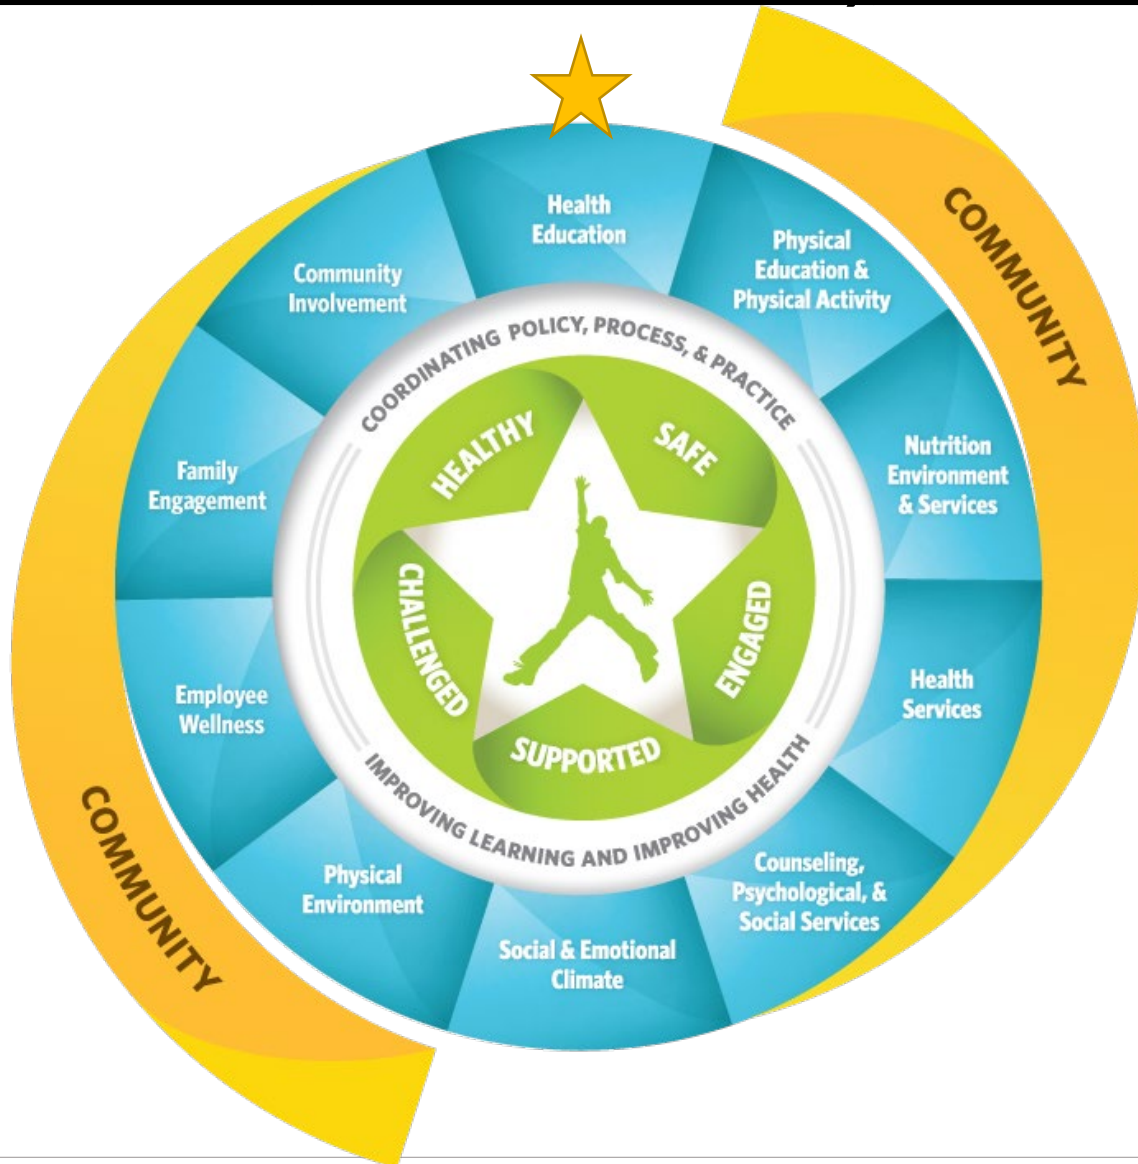 Health
Education
Physical
Education &
Physical Activity
Nutrition
Environment
& Services
Health
Services
Counseling,
Psychological, &
Social Services
Social & Emotional
Climate
Physical
Environment
Employee
Wellness
Family
Engagement
Community
Involvement
COMMUNITY
COMMUNITY
COORDINATING POLICY, PROCESS, & PRACTICE
IMPROVING LEARNING AND IMPROVING HEALTH
HEALTHY
SAFE
ENGAGED
SUPPORTED
CHALLENGED